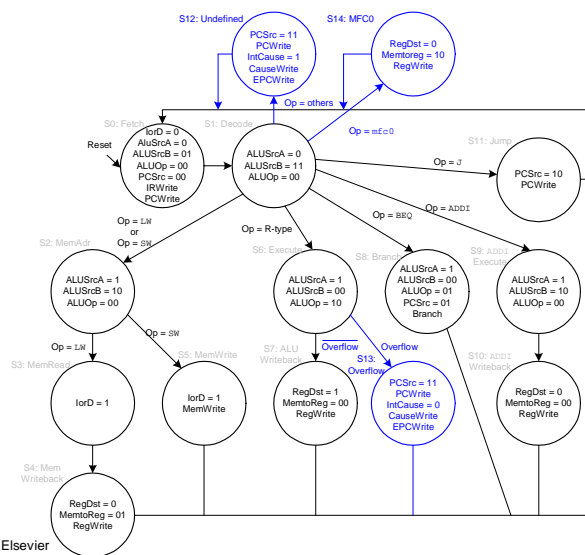 S12: Undefined
PCSrc = 11
PCWrite
IntCause = 1
CauseWrite
EPCWrite
S14: MFC0
RegDst = 0
Memtoreg = 10
RegWrite
Op = others
Op = mfc0
S0: Fetch
Reset
IorD = 0
AluSrcA = 0
ALUSrcB = 01
ALUOp = 00
PCSrc = 00
IRWrite
PCWrite
S1: Decode
ALUSrcA = 0
ALUSrcB = 11
ALUOp = 00
S11: Jump
Op = J
PCSrc = 10
PCWrite
Op = LW
or
Op = SW
Op = R-type
Op = BEQ
Op = ADDI
S2: MemAdr
ALUSrcA = 1
ALUSrcB = 10
ALUOp = 00
S6: Execute
ALUSrcA = 1
ALUSrcB = 00
ALUOp = 10
S8: Branch
ALUSrcA = 1
ALUSrcB = 00
ALUOp = 01
PCSrc = 01
Branch
S9: ADDI
Execute
ALUSrcA = 1
ALUSrcB = 10
ALUOp = 00
Op = LW
Op = SW
Overflow
Overflow
S3: MemRead
IorD = 1
S5: MemWrite
IorD = 1
MemWrite
S7: ALU
Writeback
RegDst = 1
MemtoReg = 00
RegWrite
S13:
Overflow
PCSrc = 11
PCWrite
IntCause = 0
CauseWrite
EPCWrite
S10: ADDI
Writeback
RegDst = 0
MemtoReg = 00
RegWrite
S4: Mem
Writeback
RegDst = 0
MemtoReg = 01
RegWrite
Elsevier